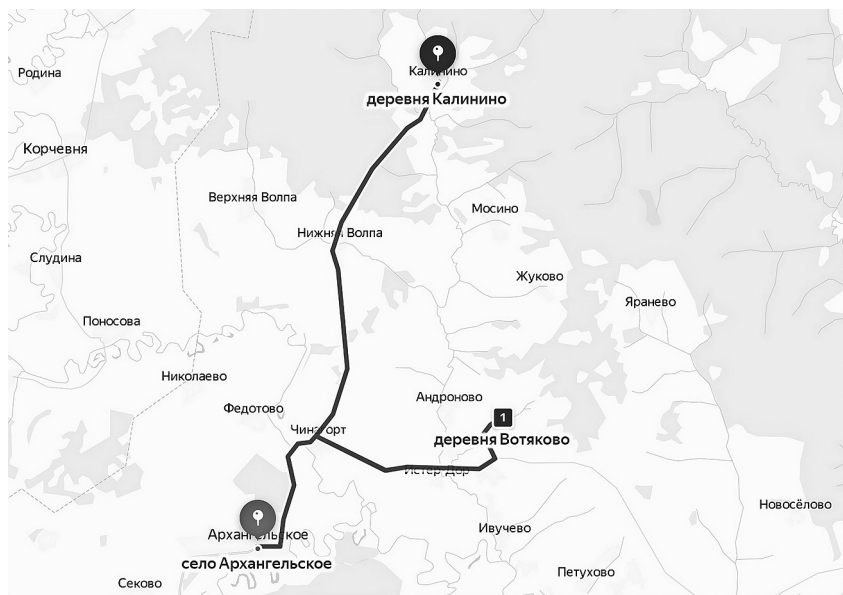 Родина
Калинино
деревня Калинино
Корчевня
Верхняя Волпа
Мосино
Нижняя Волпа
Слудина
Жуково
Яранево
Поносова
Николаево
Андроново
Федотово
1
Чинагорт
деревня Вотяково
Истер-Дор
Новосёлово
Ивучево
Архангельское
село Архангельское
Петухово
Секово